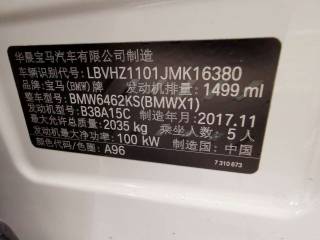 华晨宝马汽车有限公司制造
车辆识别代号: LBVHZ1101JMK16380
品牌: 宝马(BMW)牌 发动机排量: 1499 ml
整车型号: BMW6462KS(BMWX1)
发动机型号: B38A15C 制造年月: 2017.11
最大允许总质量: 2035 kg 乘坐人数: 5 人
发动机最大净功率: 100 kW 制造国: 中国
颜色代码/色圈: A96
7 310 673